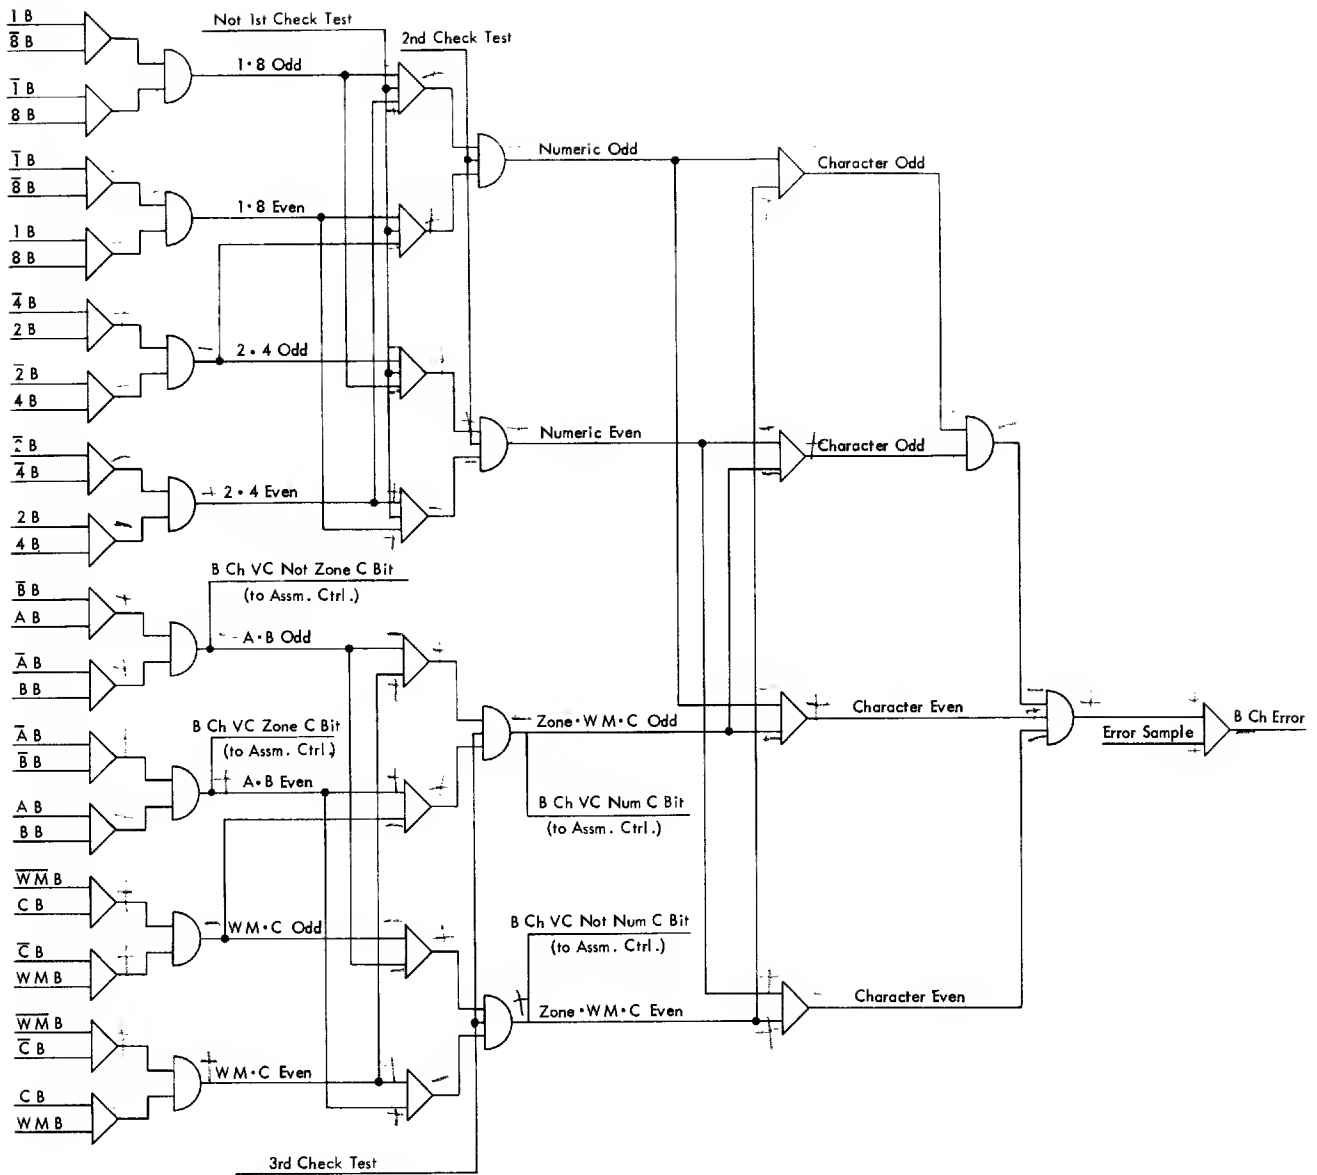 1 B
8̅ B
1̅ B
8 B
1̅ B
8̅ B
1 B
8 B
4̅ B
2 B
2̅ B
4 B
2̅ B
4̅ B
2 B
4 B
B̅ B
A B
A̅ B
B B
A̅ B
B̅ B
A B
B B
W̅M̅ B
C B
C̅ B
WM B
W̅M̅ B
C̅ B
C B
WM B
Not 1st Check Test
2nd Check Test
1·8 Odd
1·8 Even
2·4 Odd
2·4 Even
B Ch VC Not Zone C Bit
(to Assm. Ctrl.)
A·B Odd
B Ch VC Zone C Bit
(to Assm. Ctrl.)
A·B Even
WM·C Odd
WM·C Even
3rd Check Test
Numeric Odd
Numeric Even
Zone·WM·C Odd
B Ch VC Num C Bit
(to Assm. Ctrl.)
B Ch VC Not Num C Bit
(to Assm. Ctrl.)
Zone·WM·C Even
Character Odd
Character Odd
Character Even
Character Even
Error Sample
B Ch Error